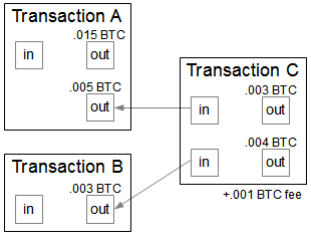 Transaction A
.015 BTC
in
out
.005 BTC
out
Transaction B
.003 BTC
in
out
Transaction C
.003 BTC
in
out
.004 BTC
in
out
+.001 BTC fee